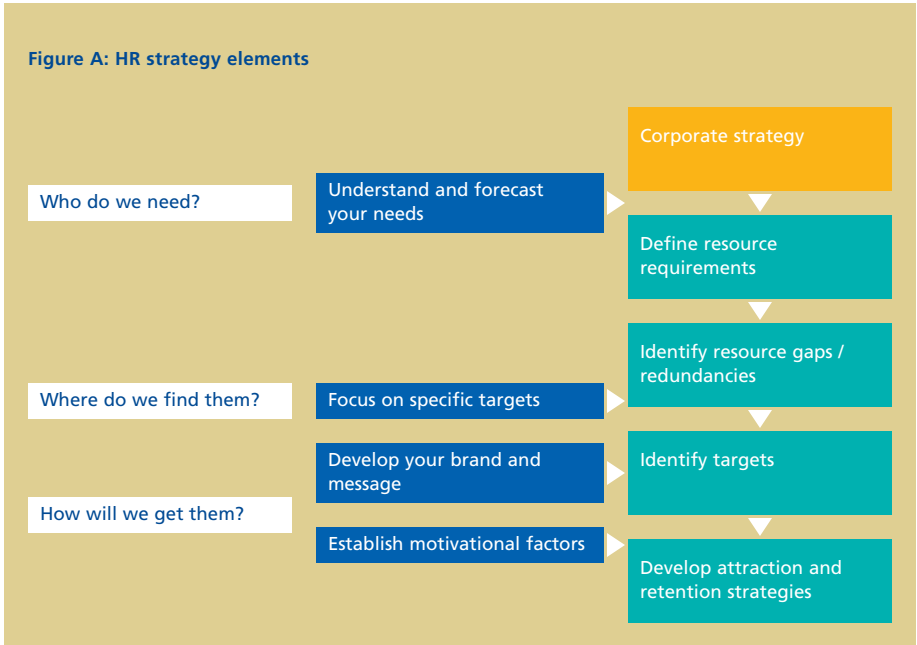 Figure A: HR strategy elements
Corporate strategy
Who do we need?
Understand and forecast
your needs
Define resource
requirements
Identify resource gaps /
redundancies
Where do we find them?
Focus on specific targets
Develop your brand and
message
Identify targets
How will we get them?
Establish motivational factors
Develop attraction and
retention strategies